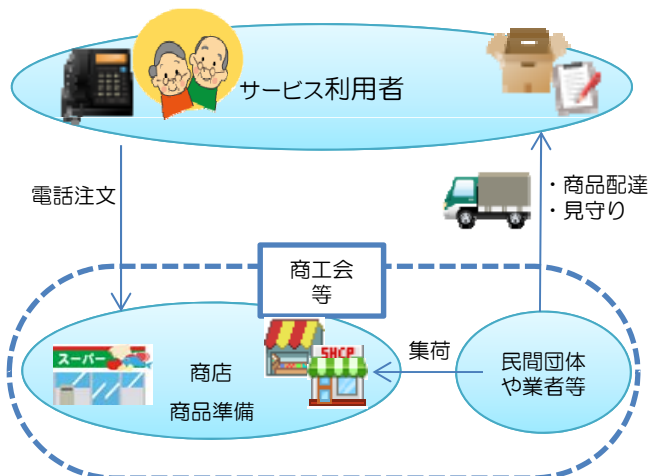 サービス利用者
電話注文
・商品配達
・見守り
商工会
等
スーパー
SHCP
商店
商品準備
集荷
民間団体
や業者等